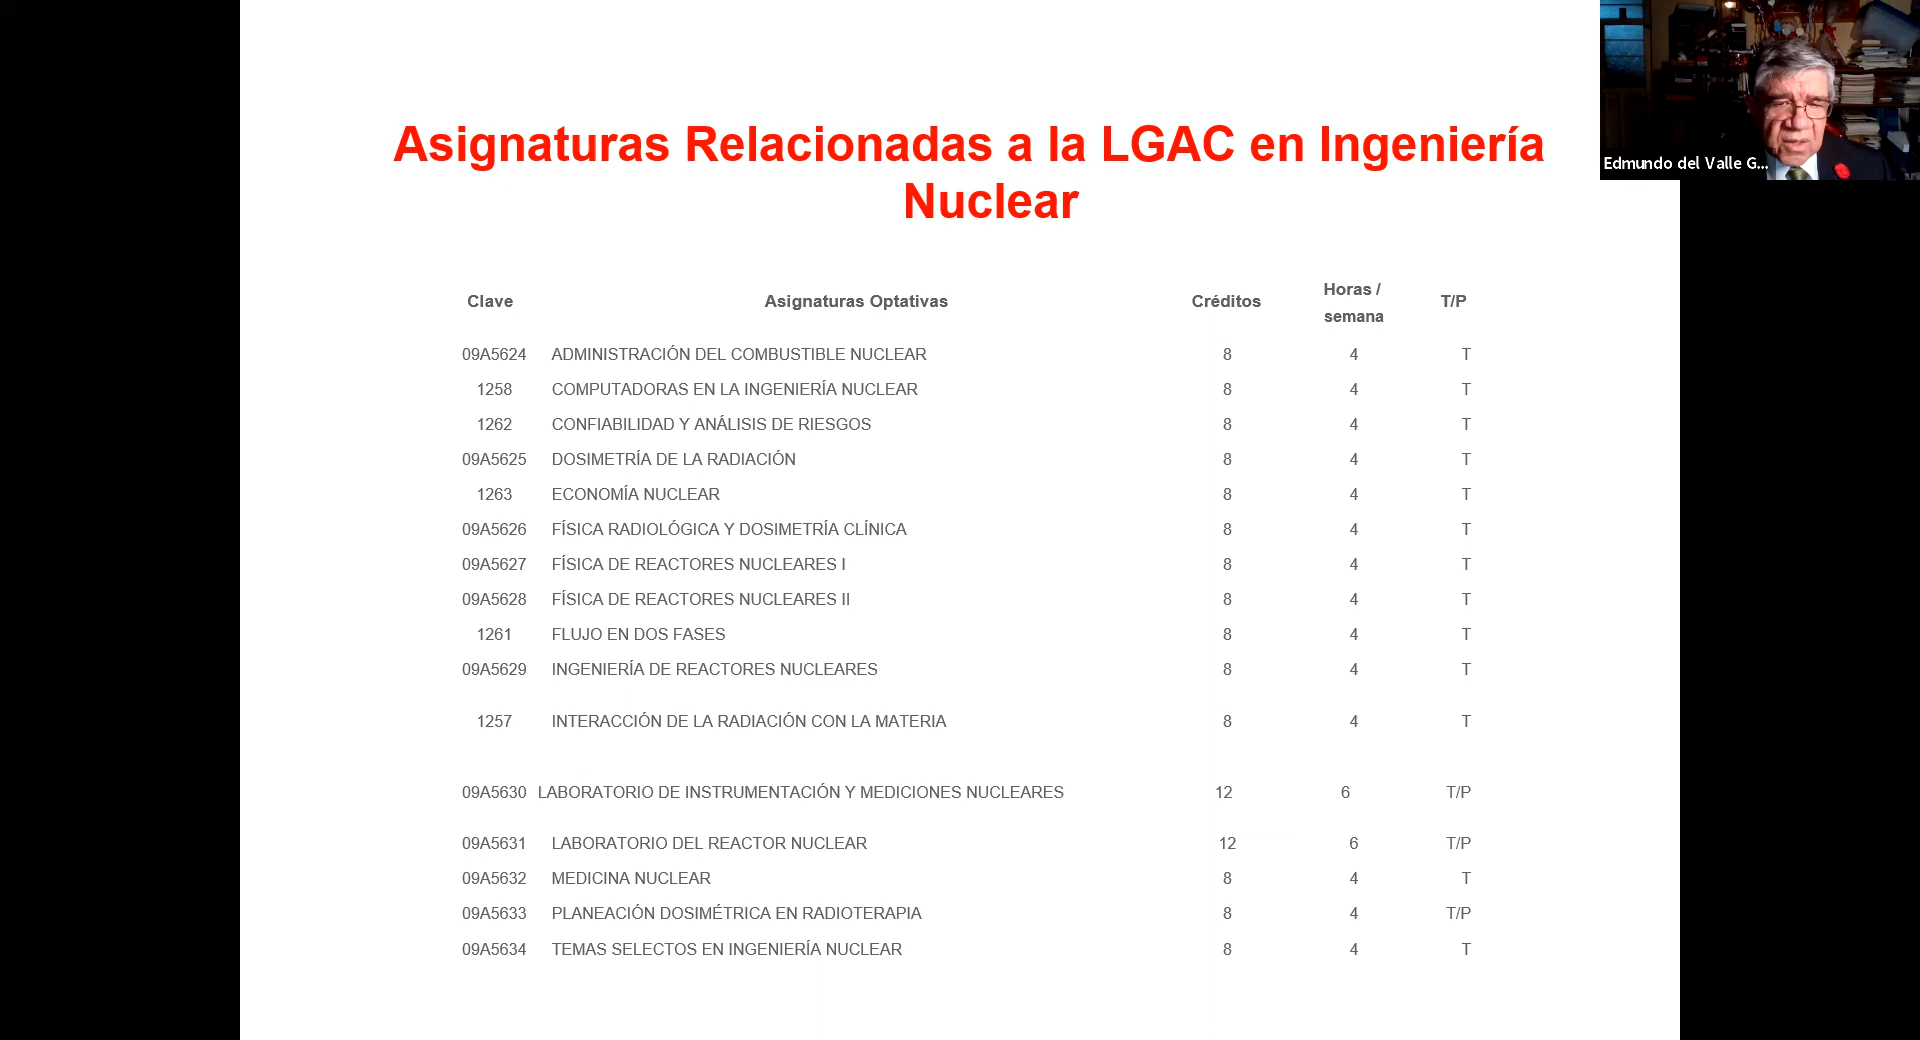 Asignaturas Relacionadas a la LGAC en Ingeniería
Nuclear
Edmundo del Valle G...
Clave Asignaturas Optativas Créditos Horas / semana T/P
09A5624 ADMINISTRACIÓN DEL COMBUSTIBLE NUCLEAR 8 4 T
1258 COMPUTADORAS EN LA INGENIERÍA NUCLEAR 8 4 T
1262 CONFIABILIDAD Y ANÁLISIS DE RIESGOS 8 4 T
09A5625 DOSIMETRÍA DE LA RADIACIÓN 8 4 T
1263 ECONOMÍA NUCLEAR 8 4 T
09A5626 FÍSICA RADIOLÓGICA Y DOSIMETRÍA CLÍNICA 8 4 T
09A5627 FÍSICA DE REACTORES NUCLEARES I 8 4 T
09A5628 FÍSICA DE REACTORES NUCLEARES II 8 4 T
1261 FLUJO EN DOS FASES 8 4 T
09A5629 INGENIERÍA DE REACTORES NUCLEARES 8 4 T
1257 INTERACCIÓN DE LA RADIACIÓN CON LA MATERIA 8 4 T
09A5630 LABORATORIO DE INSTRUMENTACIÓN Y MEDICIONES NUCLEARES 12 6 T/P
09A5631 LABORATORIO DEL REACTOR NUCLEAR 12 6 T/P
09A5632 MEDICINA NUCLEAR 8 4 T
09A5633 PLANEACIÓN DOSIMÉTRICA EN RADIOTERAPIA 8 4 T/P
09A5634 TEMAS SELECTOS EN INGENIERÍA NUCLEAR 8 4 T